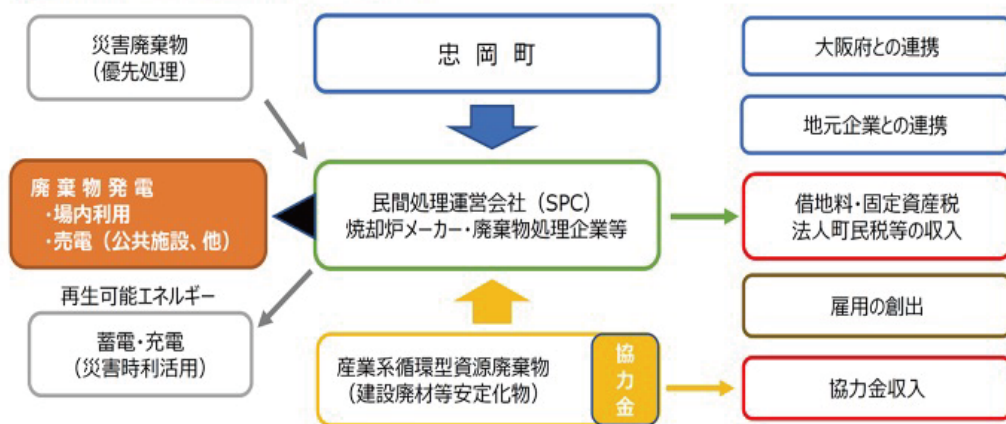 災害廃棄物
(優先処理)
忠岡町
大阪府との連携
地元企業との連携
廃棄物発電
・場内利用
・売電（公共施設、他）
民間処理運営会社（SPC）
焼却炉メーカー・廃棄物処理企業等
借地料・固定資産税
法人町民税等の収入
再生可能エネルギー
蓄電・充電
(災害時利活用)
産業系循環型資源廃棄物
(建設廃材等安定化物)
協力金
雇用の創出
協力金収入